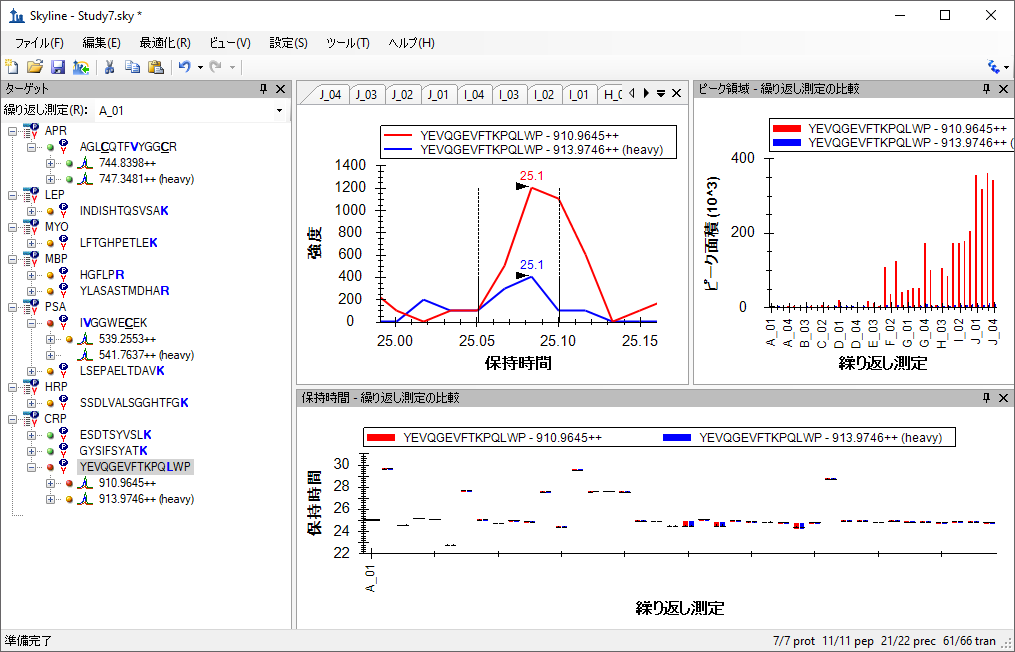 Skyline - Study7.sky *
ファイル(F) 編集(E) 最適化(R) ビュー(V) 設定(S) ツール(T) ヘルプ(H)
ターゲット
繰り返し測定(R): A_01
APR
AGLCQTFVYGGCR
744.8398++
747.3481++ (heavy)
LEP
INDISHTQSVSAK
MYO
LFTGHPETLEK
MBP
HGFLPR
YLASASTMDHAR
PSA
IVGGWECEK
539.2553++
541.7637++ (heavy)
LSEPAELTDAVK
HRP
SSDLVALSGGHTFGK
CRP
ESDTSYVSLK
GYSIFSYATK
YEVQGEVFTKPQLWP
910.9645++
913.9746++ (heavy)
J_04 J_03 J_02 J_01 I_04 I_03 I_02 I_01 H_0
YEVQGEVFTKPQLWP - 910.9645++
YEVQGEVFTKPQLWP - 913.9746++ (heavy)
強度
1400
1200
1000
800
600
400
200
0
25.1
25.1
25.00 25.05 25.10 25.15
保持時間
ピーク領域 - 繰り返し測定の比較
YEVQGEVFTKPQLWP - 910.9645++
YEVQGEVFTKPQLWP - 913.9746++ (
ピーク面積 (10^3)
400
200
0
A_01 A_04 B_03 C_02 D_01 D_04 E_03 F_02 G_01 G_04 H_03 I_02 J_01 J_04
繰り返し測定
保持時間 - 繰り返し測定の比較
YEVQGEVFTKPQLWP - 910.9645++ YEVQGEVFTKPQLWP - 913.9746++ (heavy)
保持時間
30
28
26
24
22
A_01
繰り返し測定
準備完了 7/7 prot 11/11 pep 21/22 prec 61/66 tran